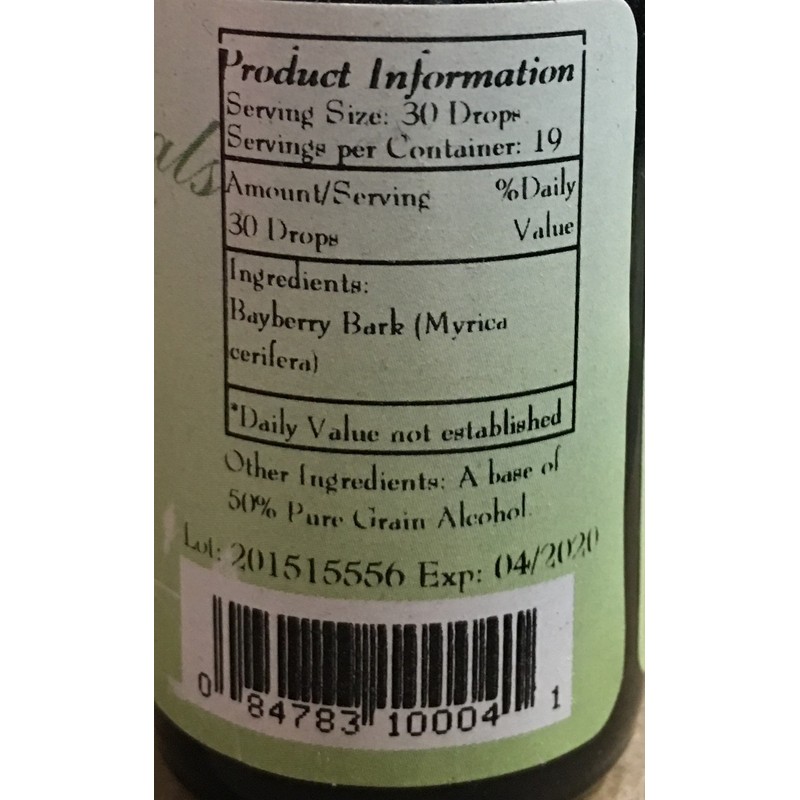 als
Product Information
Serving Size: 30 Drops
Servings per Container: 19
Amount/Serving %Daily
30 Drops Value
Ingredients:
Bayberry Bark (Myrica
cerifera)
*Daily Value not established
Other Ingredients: A base of
50% Pure Grain Alcohol.
Lot: 201515556 Exp: 04/2020
0 84783 10004 1